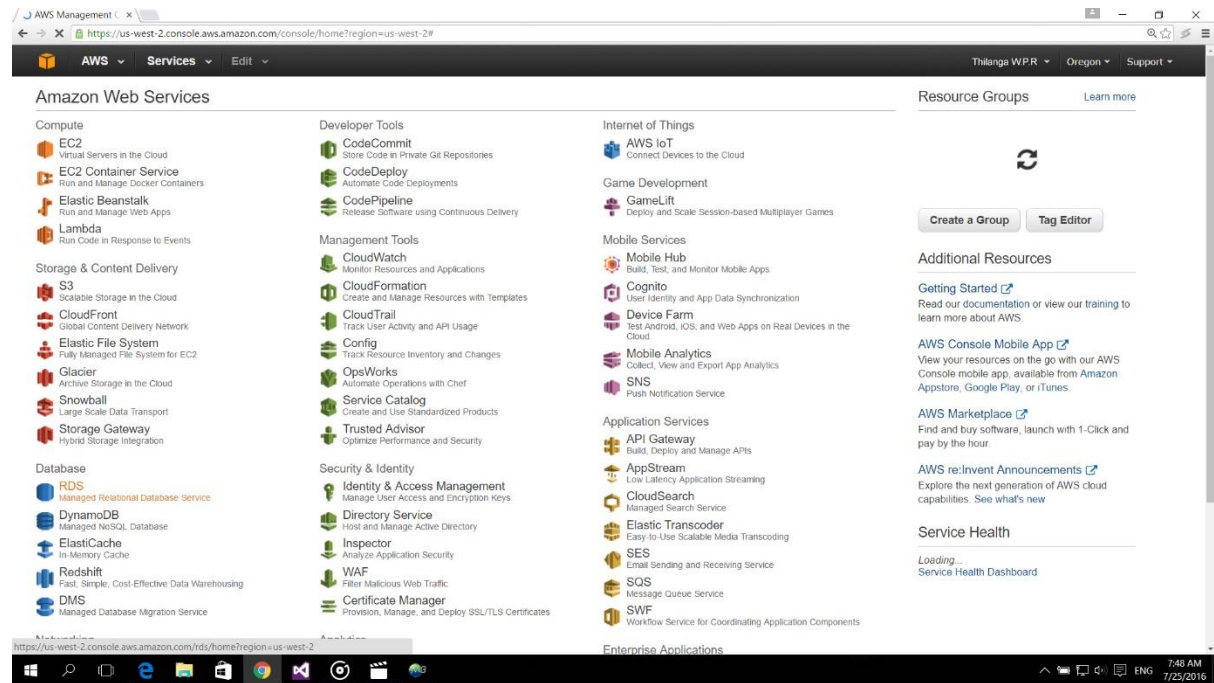 AWS Management C
https://us-west-2.console.aws.amazon.com/console/home?region=us-west-2#
AWS Services Edit Thilanga W.P.R Oregon Support
Amazon Web Services
Compute
EC2
Virtual Servers in the Cloud
EC2 Container Service
Run and Manage Docker Containers
Elastic Beanstalk
Run and Manage Web Apps
Lambda
Run Code in Response to Events
Storage & Content Delivery
S3
Scalable Storage in the Cloud
CloudFront
Global Content Delivery Network
Elastic File System
Fully Managed File System for EC2
Glacier
Archive Storage in the Cloud
Snowball
Large Scale Data Transport
Storage Gateway
Hybrid Storage Integration
Database
RDS
Managed Relational Database Service
DynamoDB
Managed NoSQL Database
ElastiCache
In-Memory Cache
Redshift
Fast, Simple, Cost-Effective Data Warehousing
DMS
Managed Database Migration Service
Developer Tools
CodeCommit
Store Code in Private Git Repositories
CodeDeploy
Automate Code Deployments
CodePipeline
Release Software using Continuous Delivery
Management Tools
CloudWatch
Monitor Resources and Applications
CloudFormation
Create and Manage Resources with Templates
CloudTrail
Track User Activity and API Usage
Config
Track Resource Inventory and Changes
OpsWorks
Automate Operations with Chef
Service Catalog
Create and Use Standardized Products
Trusted Advisor
Optimize Performance and Security
Security & Identity
Identity & Access Management
Manage User Access and Encryption Keys
Directory Service
Host and Manage Active Directory
Inspector
Analyze Application Security
WAF
Filter Malicious Web Traffic
Certificate Manager
Provision, Manage, and Deploy SSL/TLS Certificates
Internet of Things
AWS IoT
Connect Devices to the Cloud
Game Development
GameLift
Deploy and Scale Session-based Multiplayer Games
Mobile Services
Mobile Hub
Build, Test, and Monitor Mobile Apps
Cognito
User Identity and App Data Synchronization
Device Farm
Test Android, iOS, and Web Apps on Real Devices in the
Cloud
Mobile Analytics
Collect, View and Export App Analytics
SNS
Push Notification Service
Application Services
API Gateway
Build, Deploy and Manage APIs
AppStream
Low Latency Application Streaming
CloudSearch
Managed Search Service
Elastic Transcoder
Easy-to-Use Scalable Media Transcoding
SES
Email Sending and Receiving Service
SQS
Message Queue Service
SWF
Workflow Service for Coordinating Application Components
Enterprise Applications
Resource Groups Learn more
Create a Group Tag Editor
Additional Resources
Getting Started
Read our documentation or view our training to
learn more about AWS.
AWS Console Mobile App
View your resources on the go with our AWS
Console mobile app, available from Amazon
Appstore, Google Play, or iTunes.
AWS Marketplace
Find and buy software, launch with 1-Click and
pay by the hour.
AWS re:Invent Announcements
Explore the next generation of AWS cloud
capabilities. See what's new
Service Health
Loading...
Service Health Dashboard
https://us-west-2.console.aws.amazon.com/rds/home?region=us-west-2
ENG 7:48 AM
7/25/2016